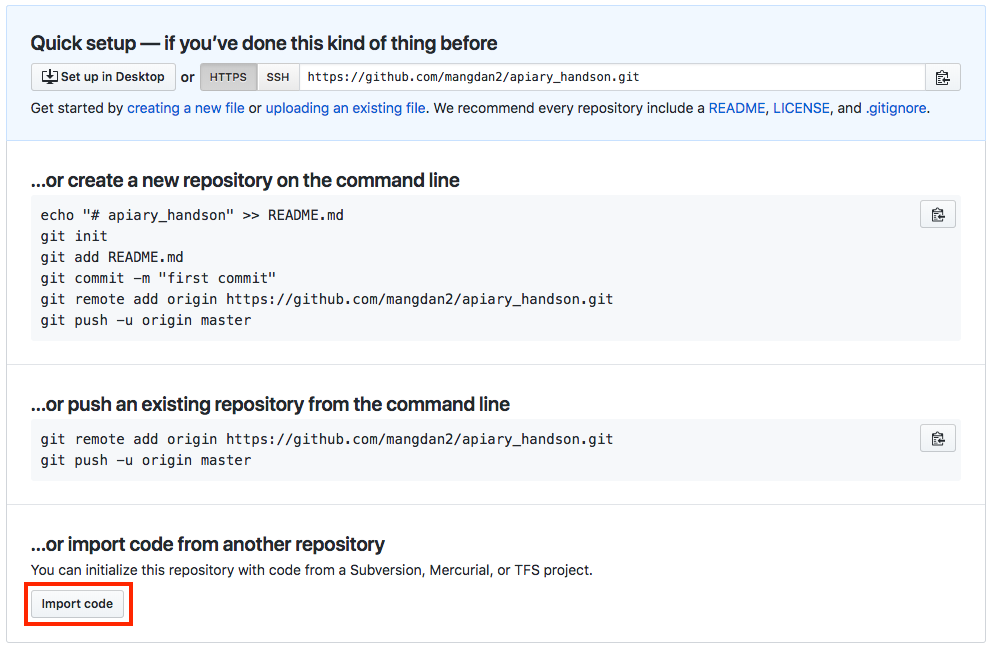 Quick setup — if you’ve done this kind of thing before
Set up in Desktop or HTTPS SSH https://github.com/mangdan2/apiary_handson.git
Get started by creating a new file or uploading an existing file. We recommend every repository include a README, LICENSE, and .gitignore.
...or create a new repository on the command line
echo "# apiary_handson" >> README.md
git init
git add README.md
git commit -m "first commit"
git remote add origin https://github.com/mangdan2/apiary_handson.git
git push -u origin master
...or push an existing repository from the command line
git remote add origin https://github.com/mangdan2/apiary_handson.git
git push -u origin master
...or import code from another repository
You can initialize this repository with code from a Subversion, Mercurial, or TFS project.
Import code